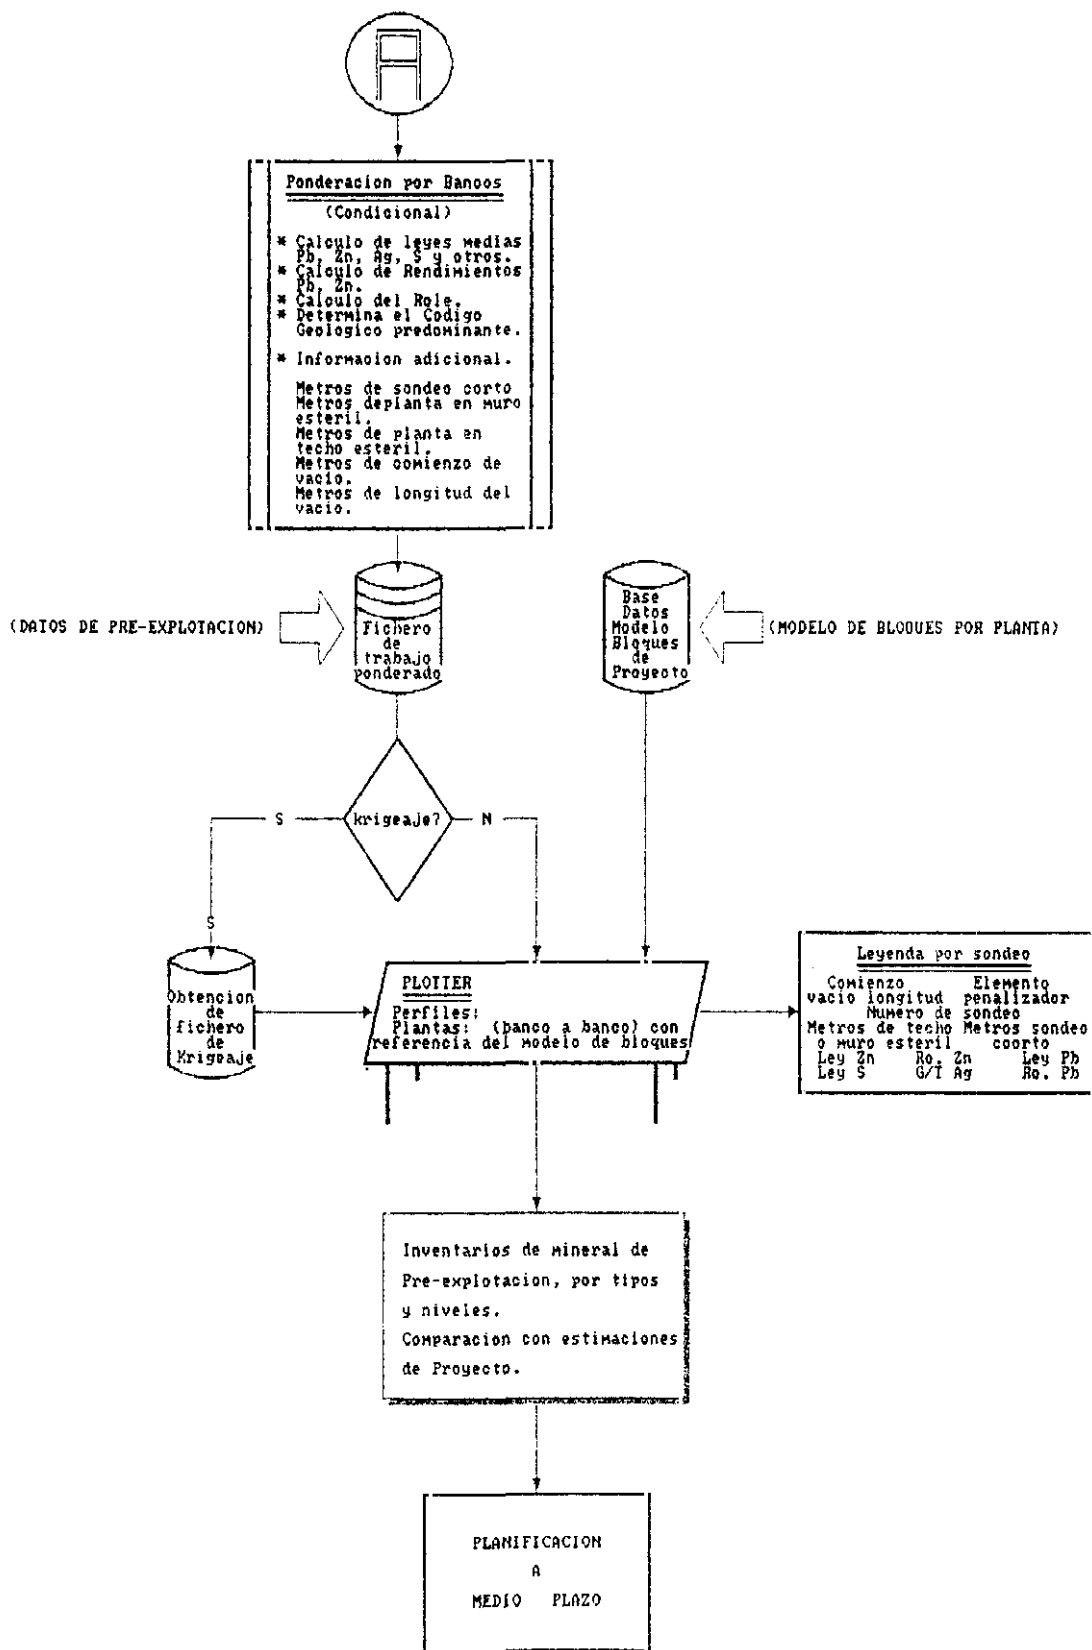 A
Ponderacion por Bancos
(Condicional)
* Calculo de leyes medias
Pb, Zn, Ag, S y otros.
* Calculo de Rendimientos
Pb, Zn.
* Calculo del Role.
* Determina el Codigo
Geologico predominante.
* Informacion adicional.
Metros de sondeo corto
Metros deplanta en muro
esteril.
Metros de planta en
techo esteril.
Metros de comienzo de
vacio.
Metros de longitud del
vacio.
(DATOS DE PRE-EXPLOTACION)
Fichero
de
trabajo
ponderado
Base
Datos
Modelo
Bloques
de
Proyecto
(MODELO DE BLOQUES POR PLANTA)
S
krigeaje?
N
S
Obtencion
de
fichero
de
Krigeaje
PLOTTER
Perfiles:
Plantas: (banco a banco) con
referencia del modelo de bloques
Leyenda por sondeo
Comienzo Elemento
vacio longitud penalizador
Numero de sondeo
Metros de techo Metros sondeo
o muro esteril coorto
Ley Zn Ro. Zn Ley Pb
Ley S G/T Ag Ro. Pb
Inventarios de mineral de
Pre-explotacion, por tipos
y niveles.
Comparacion con estimaciones
de Proyecto.
PLANIFICACION
A
MEDIO PLAZO